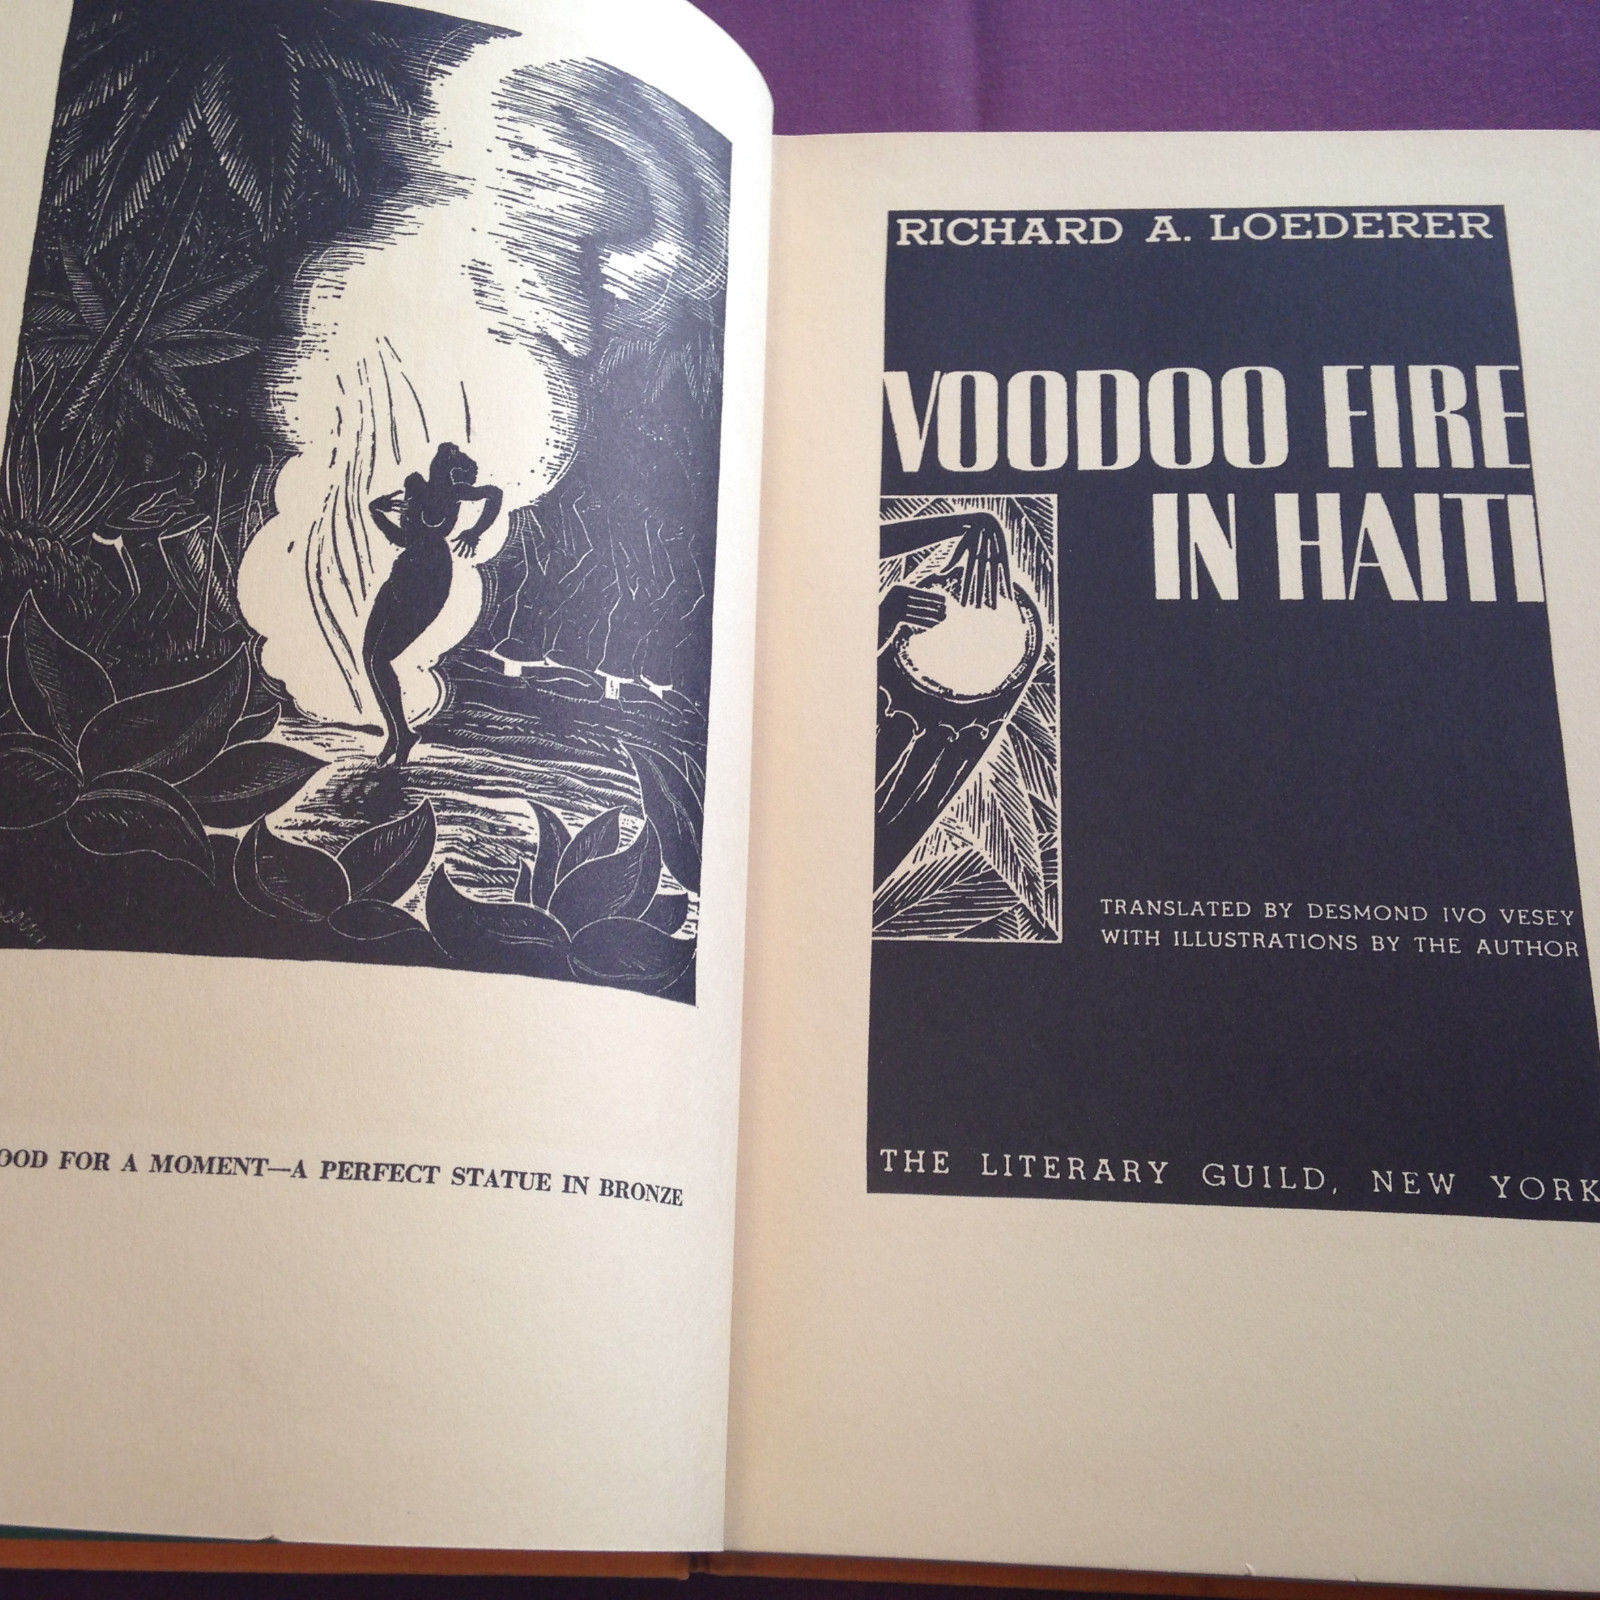 OOD FOR A MOMENT—A PERFECT STATUE IN BRONZE
RICHARD A. LOEDERER
VOODOO FIRE
IN HAITI
TRANSLATED BY DESMOND IVO VESEY
WITH ILLUSTRATIONS BY THE AUTHOR
THE LITERARY GUILD, NEW YORK